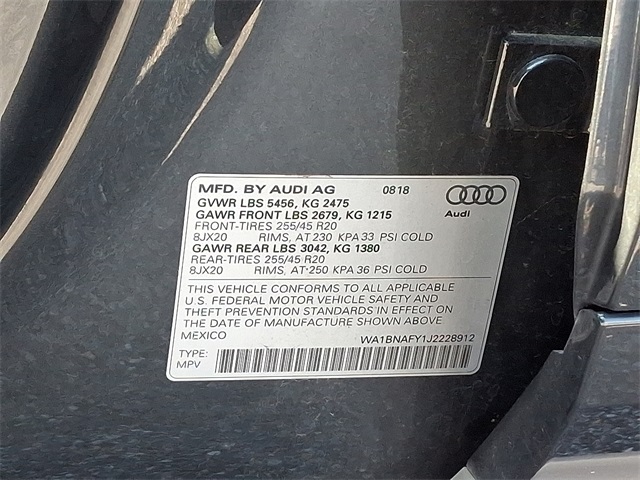 MFD. BY AUDI AG 0818
GVWR LBS 5456, KG 2475
GAWR FRONT LBS 2679, KG 1215
Audi
FRONT-TIRES 255/45 R20
8JX20 RIMS, AT 230 KPA 33 PSI COLD
GAWR REAR LBS 3042, KG 1380
REAR-TIRES 255/45 R20
8JX20 RIMS, AT 250 KPA 36 PSI COLD
THIS VEHICLE CONFORMS TO ALL APPLICABLE
U.S. FEDERAL MOTOR VEHICLE SAFETY AND
THEFT PREVENTION STANDARDS IN EFFECT ON
THE DATE OF MANUFACTURE SHOWN ABOVE.
MEXICO WA1BNAFY1J2228912
TYPE:
MPV